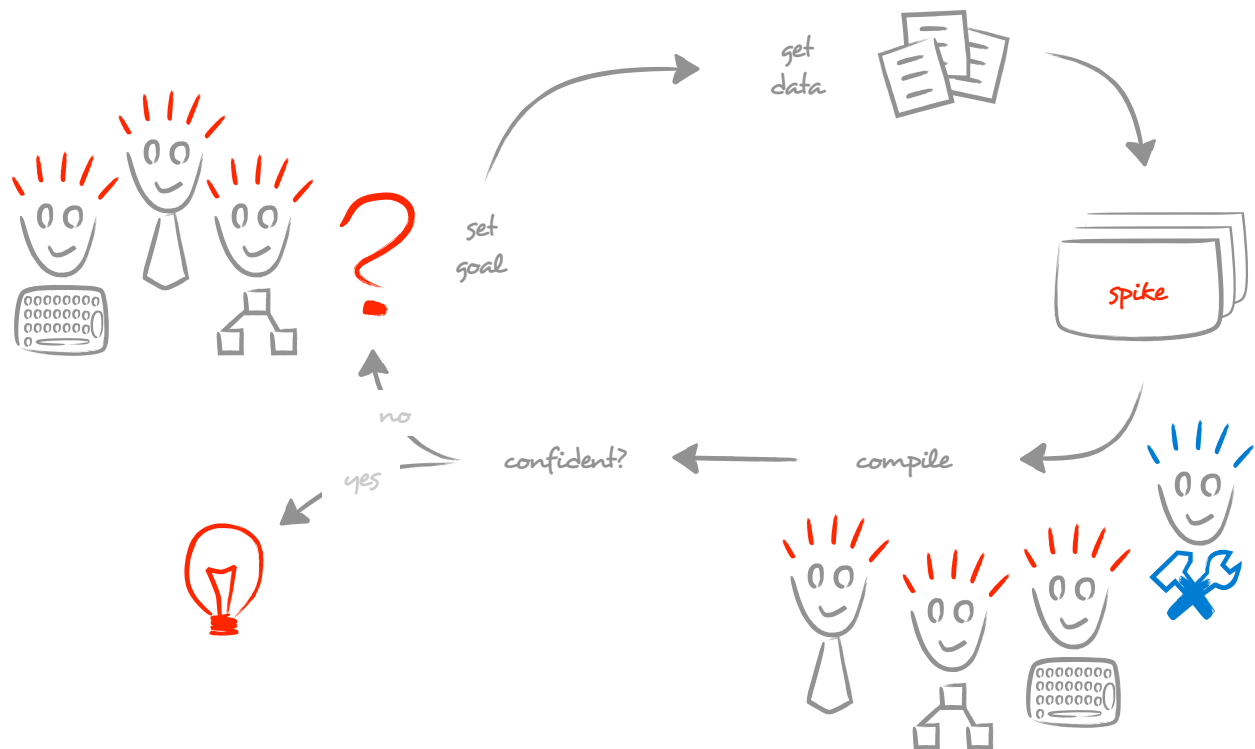 get
data
set
goal
spike
no
confident?
compile
yes